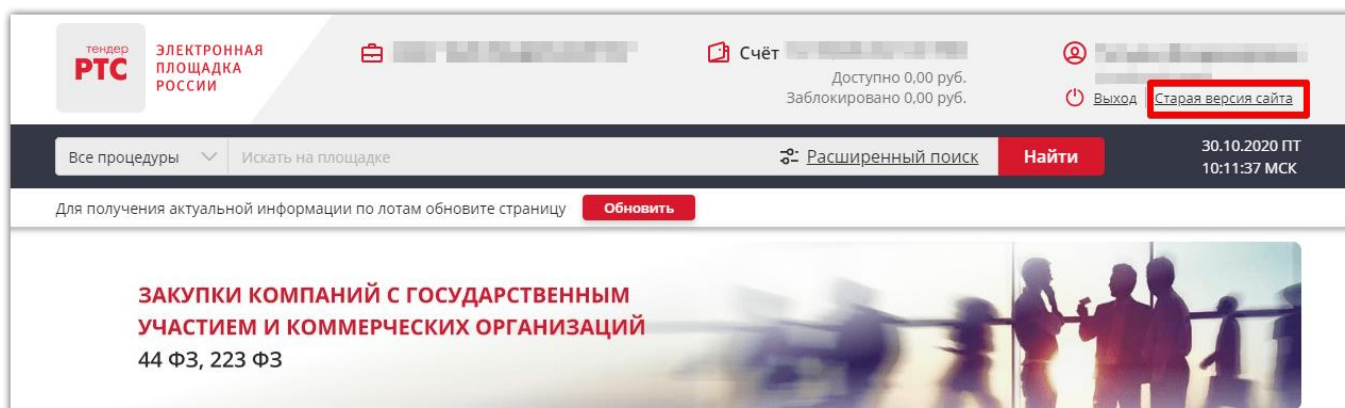 тендер
РТС
ЭЛЕКТРОННАЯ
ПЛОЩАДКА
РОССИИ
Счёт
Доступно 0,00 руб.
Заблокировано 0,00 руб.
Выход
Старая версия сайта
Все процедуры
Искать на площадке
Расширенный поиск
Найти
30.10.2020 ПТ
10:11:37 МСК
Для получения актуальной информации по лотам обновите страницу
Обновить
ЗАКУПКИ КОМПАНИЙ С ГОСУДАРСТВЕННЫМ
УЧАСТИЕМ И КОММЕРЧЕСКИХ ОРГАНИЗАЦИЙ
44 ФЗ, 223 ФЗ